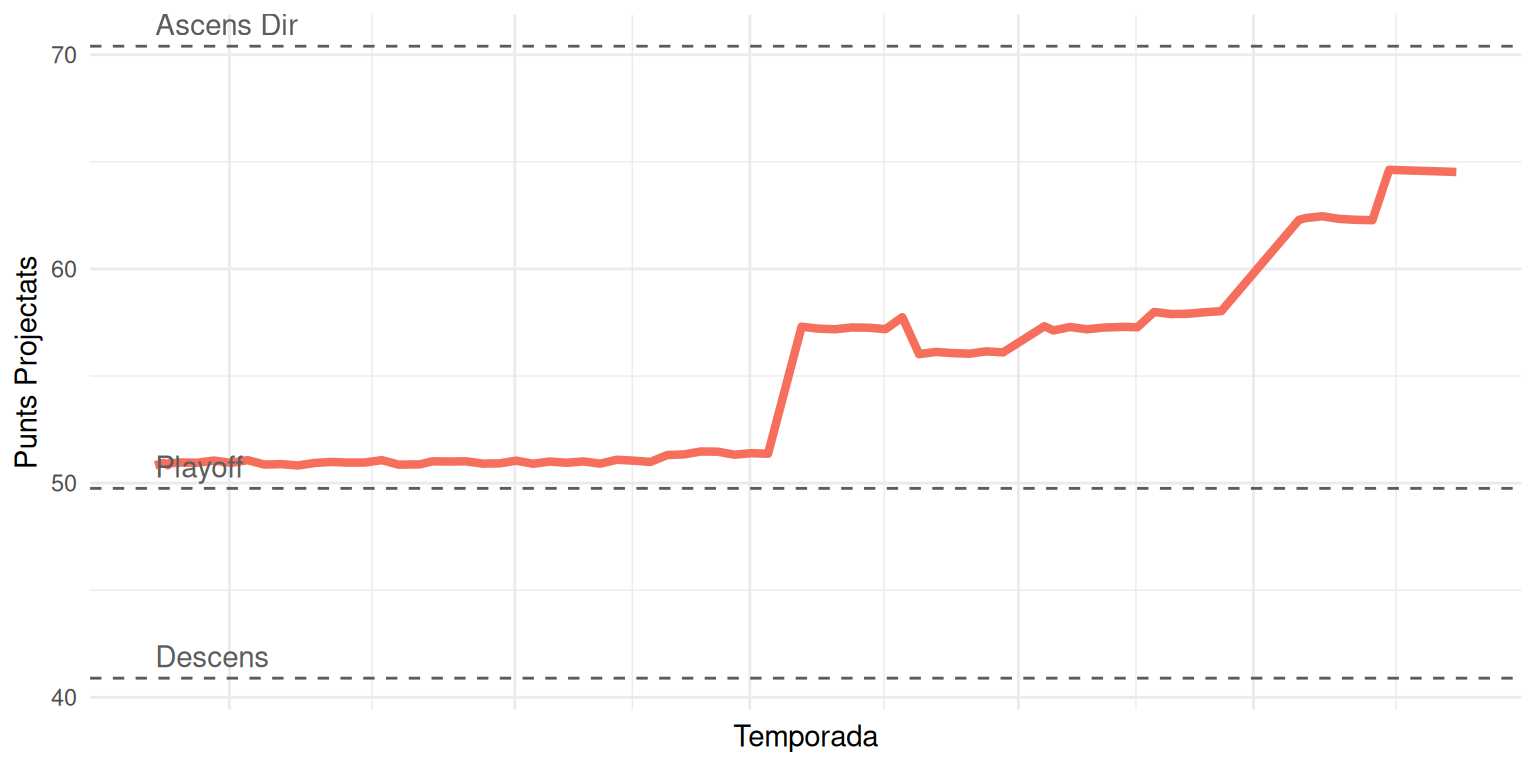 Ascens Dir
70
60
Punts Projectats
Playoff
50
Descens
40
Temporada